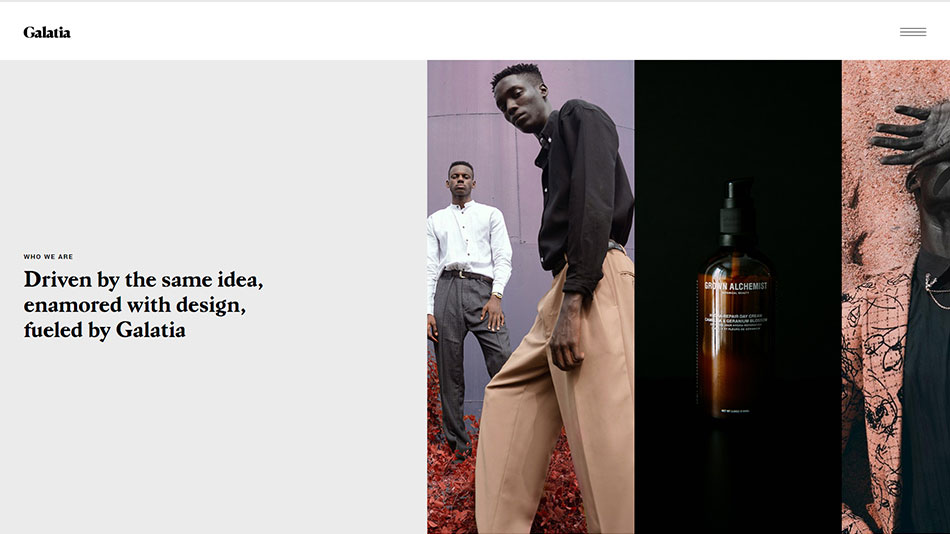 Galatia
WHO WE ARE
Driven by the same idea,
enamored with design,
fueled by Galatia
GROWN ALCHEMIST